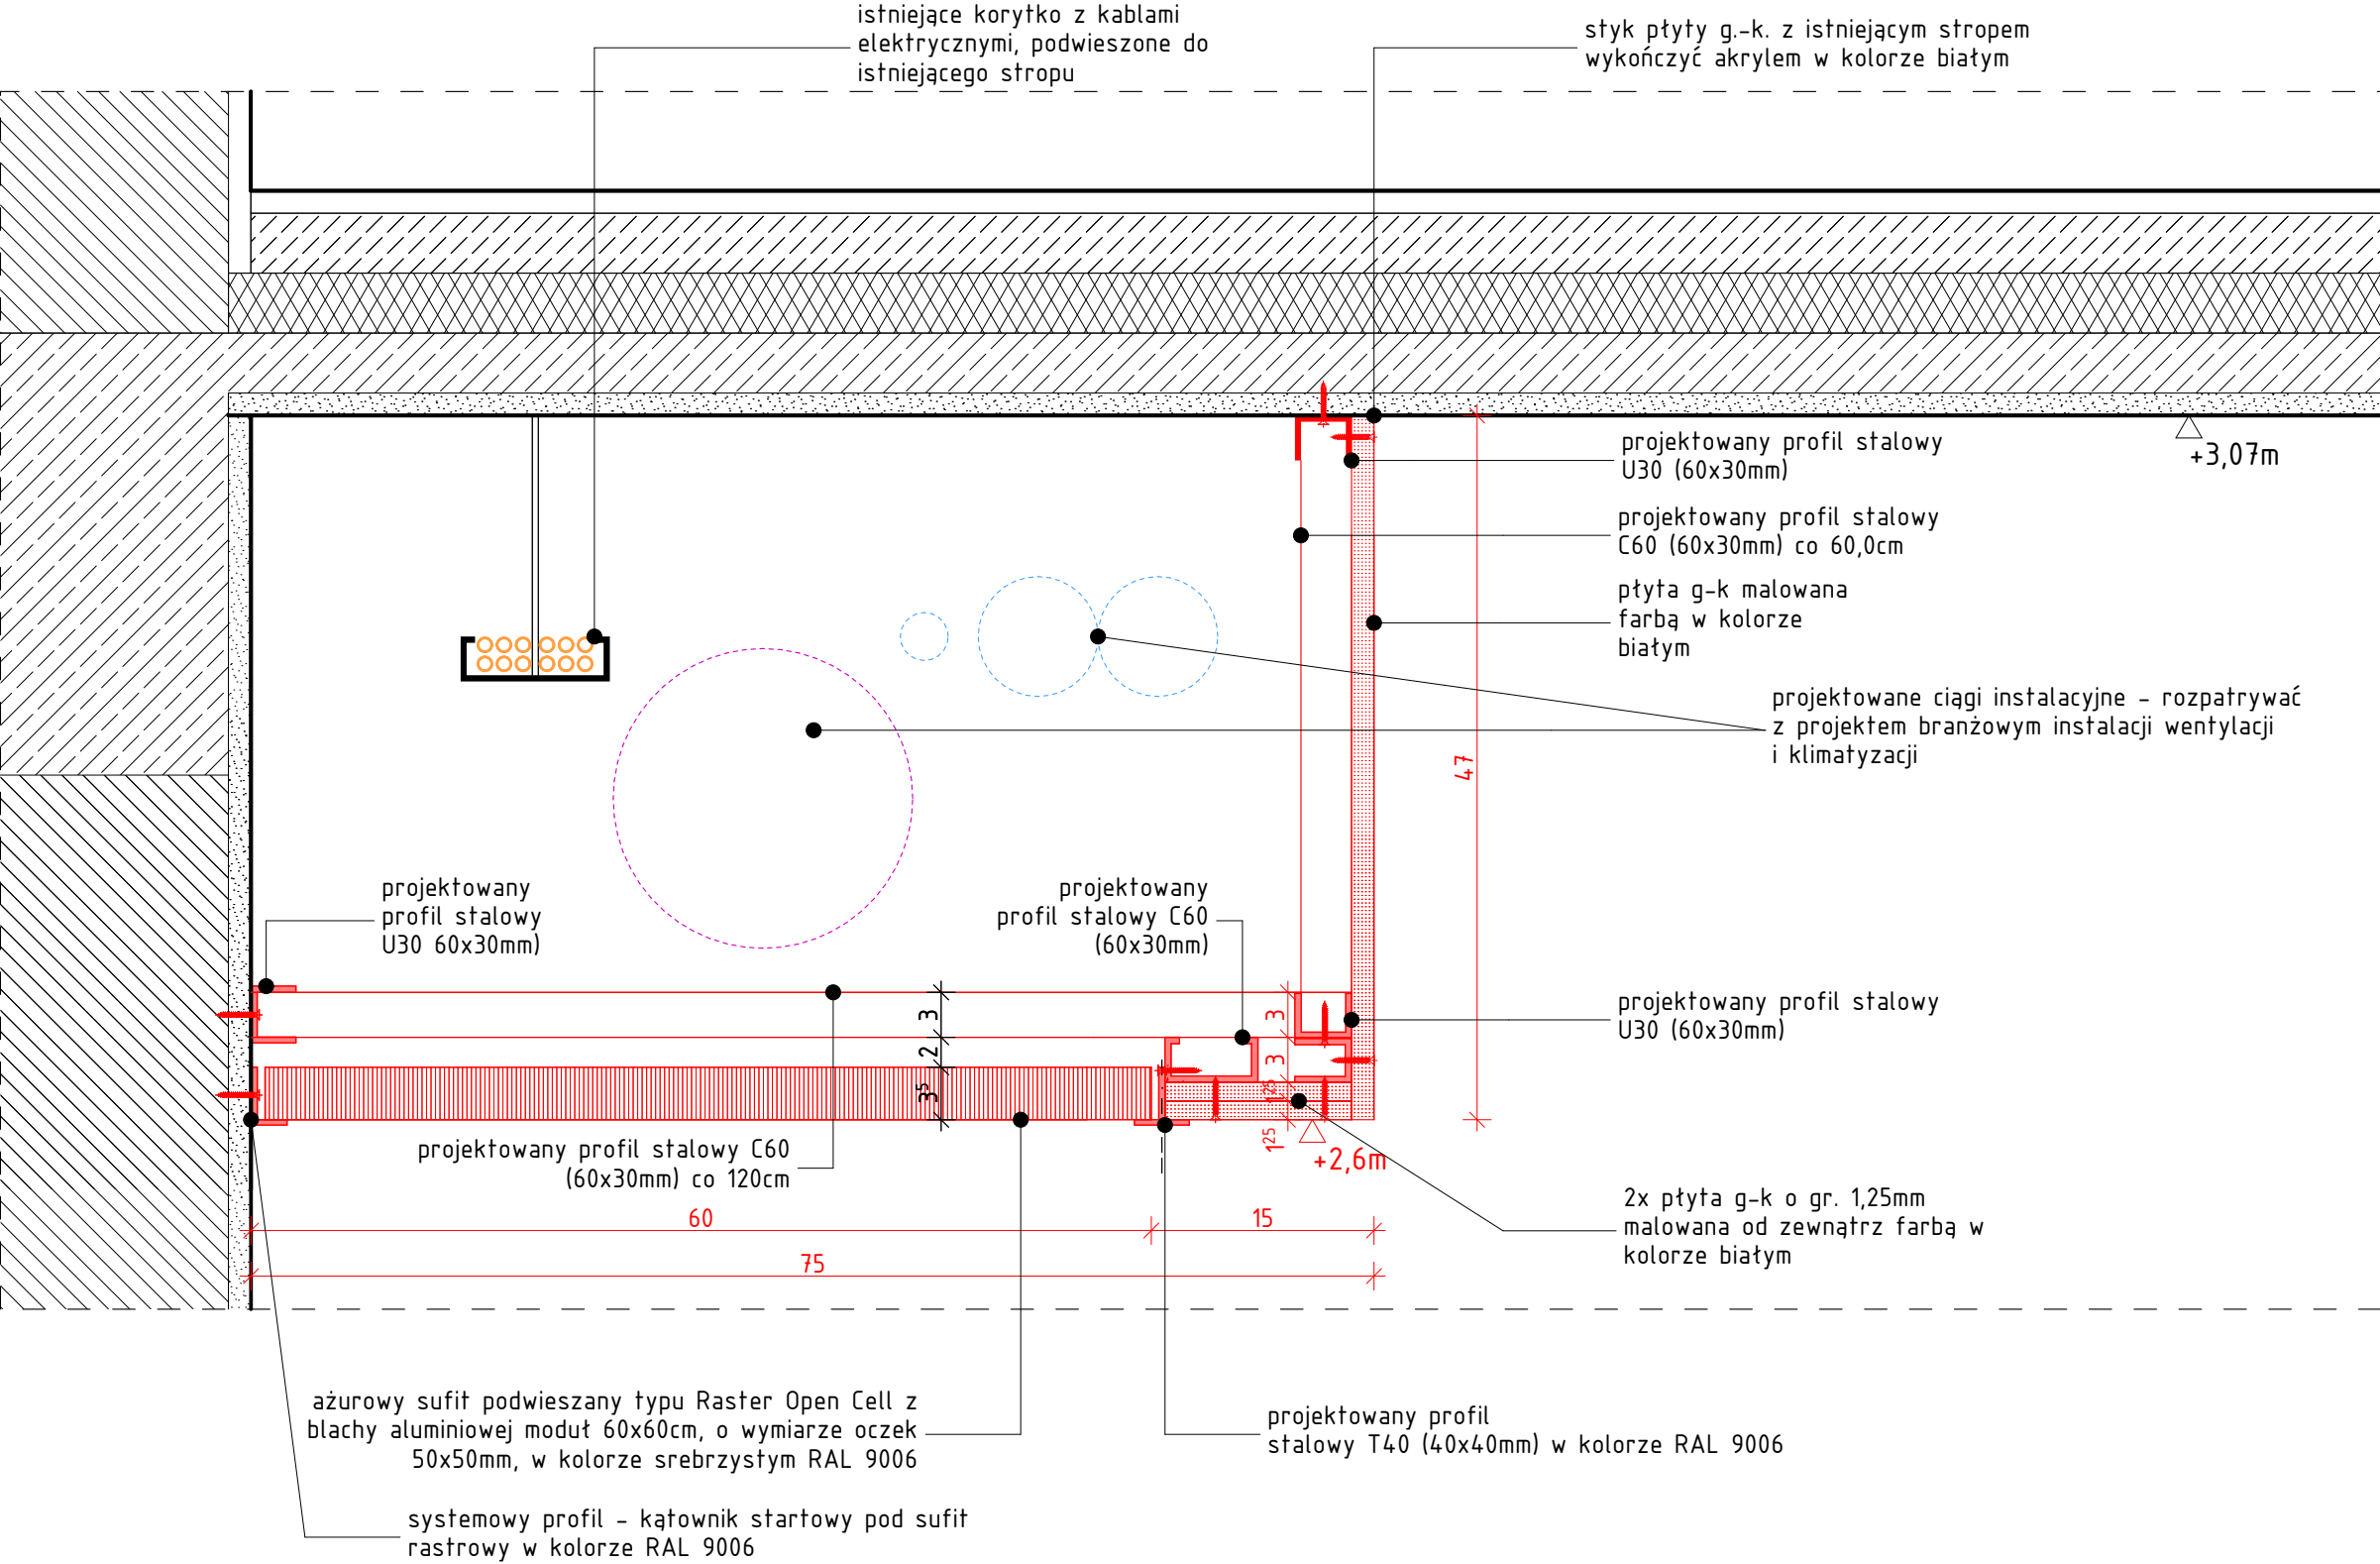 istniejące korytko z kablami
elektrycznymi, podwieszone do
istniejącego stropu
styk płyty g.-k. z istniejącym stropem
wykończyć akrylem w kolorze białym
projektowany profil stalowy
U30 (60x30mm)
+3,07m
projektowany profil stalowy
C60 (60x30mm) co 60,0cm
płyta g-k malowana
farbą w kolorze
białym
projektowane ciągi instalacyjne - rozpatrywać
z projektem branżowym instalacji wentylacji
i klimatyzacji
47
projektowany
profil stalowy
U30 60x30mm)
projektowany
profil stalowy C60
(60x30mm)
projektowany profil stalowy
U30 (60x30mm)
3
2
3⁵
3
3
1²⁵
1²⁵
+2,6m
projektowany profil stalowy C60
(60x30mm) co 120cm
2x płyta g-k o gr. 1,25mm
malowana od zewnątrz farbą w
kolorze białym
60
15
75
ażurowy sufit podwieszany typu Raster Open Cell z
blachy aluminiowej moduł 60x60cm, o wymiarze oczek
50x50mm, w kolorze srebrzystym RAL 9006
projektowany profil
stalowy T40 (40x40mm) w kolorze RAL 9006
systemowy profil - kątownik startowy pod sufit
rastrowy w kolorze RAL 9006